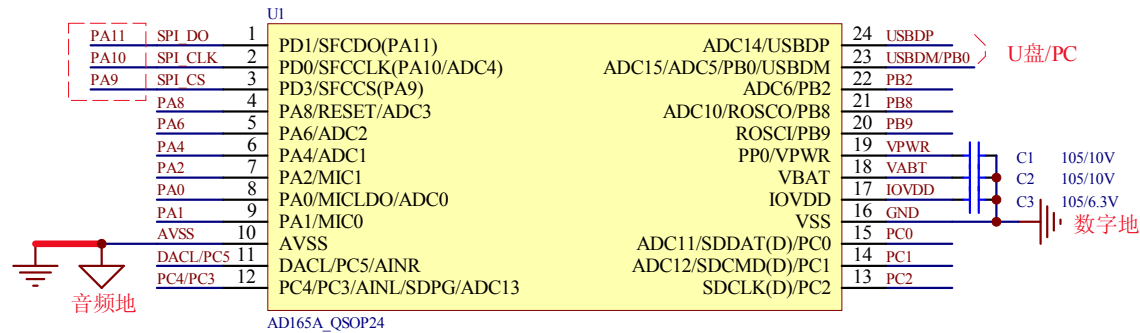 U1
PA11 SPI_DO 1 PD1/SFCDO(PA11) ADC14/USBDP 24 USBDP
PA10 SPI_CLK 2 PD0/SFCCLK(PA10/ADC4) ADC15/ADC5/PB0/USBDM 23 USBDM/PB0 U盘/PC
PA9 SPI_CS 3 PD3/SFCCS(PA9) ADC6/PB2 22 PB2
PA8 4 PA8/RESET/ADC3 ADC10/ROSCO/PB8 21 PB8
PA6 5 PA6/ADC2 ROSCI/PB9 20 PB9
PA4 6 PA4/ADC1 PP0/VPWR 19 VPWR C1 105/10V
PA2 7 PA2/MIC1 VBAT 18 VABT C2 105/10V
PA0 8 PA0/MICLDO/ADC0 IOVDD 17 IOVDD C3 105/6.3V
PA1 9 PA1/MIC0 VSS 16 GND 数字地
AVSS 10 AVSS ADC11/SDDAT(D)/PC0 15 PC0
DACL/PC5 11 DACL/PC5/AINR ADC12/SDCMD(D)/PC1 14 PC1
PC4/PC3 12 PC4/PC3/AINL/SDPG/ADC13 SDCLK(D)/PC2 13 PC2
音频地
AD165A_QSOP24